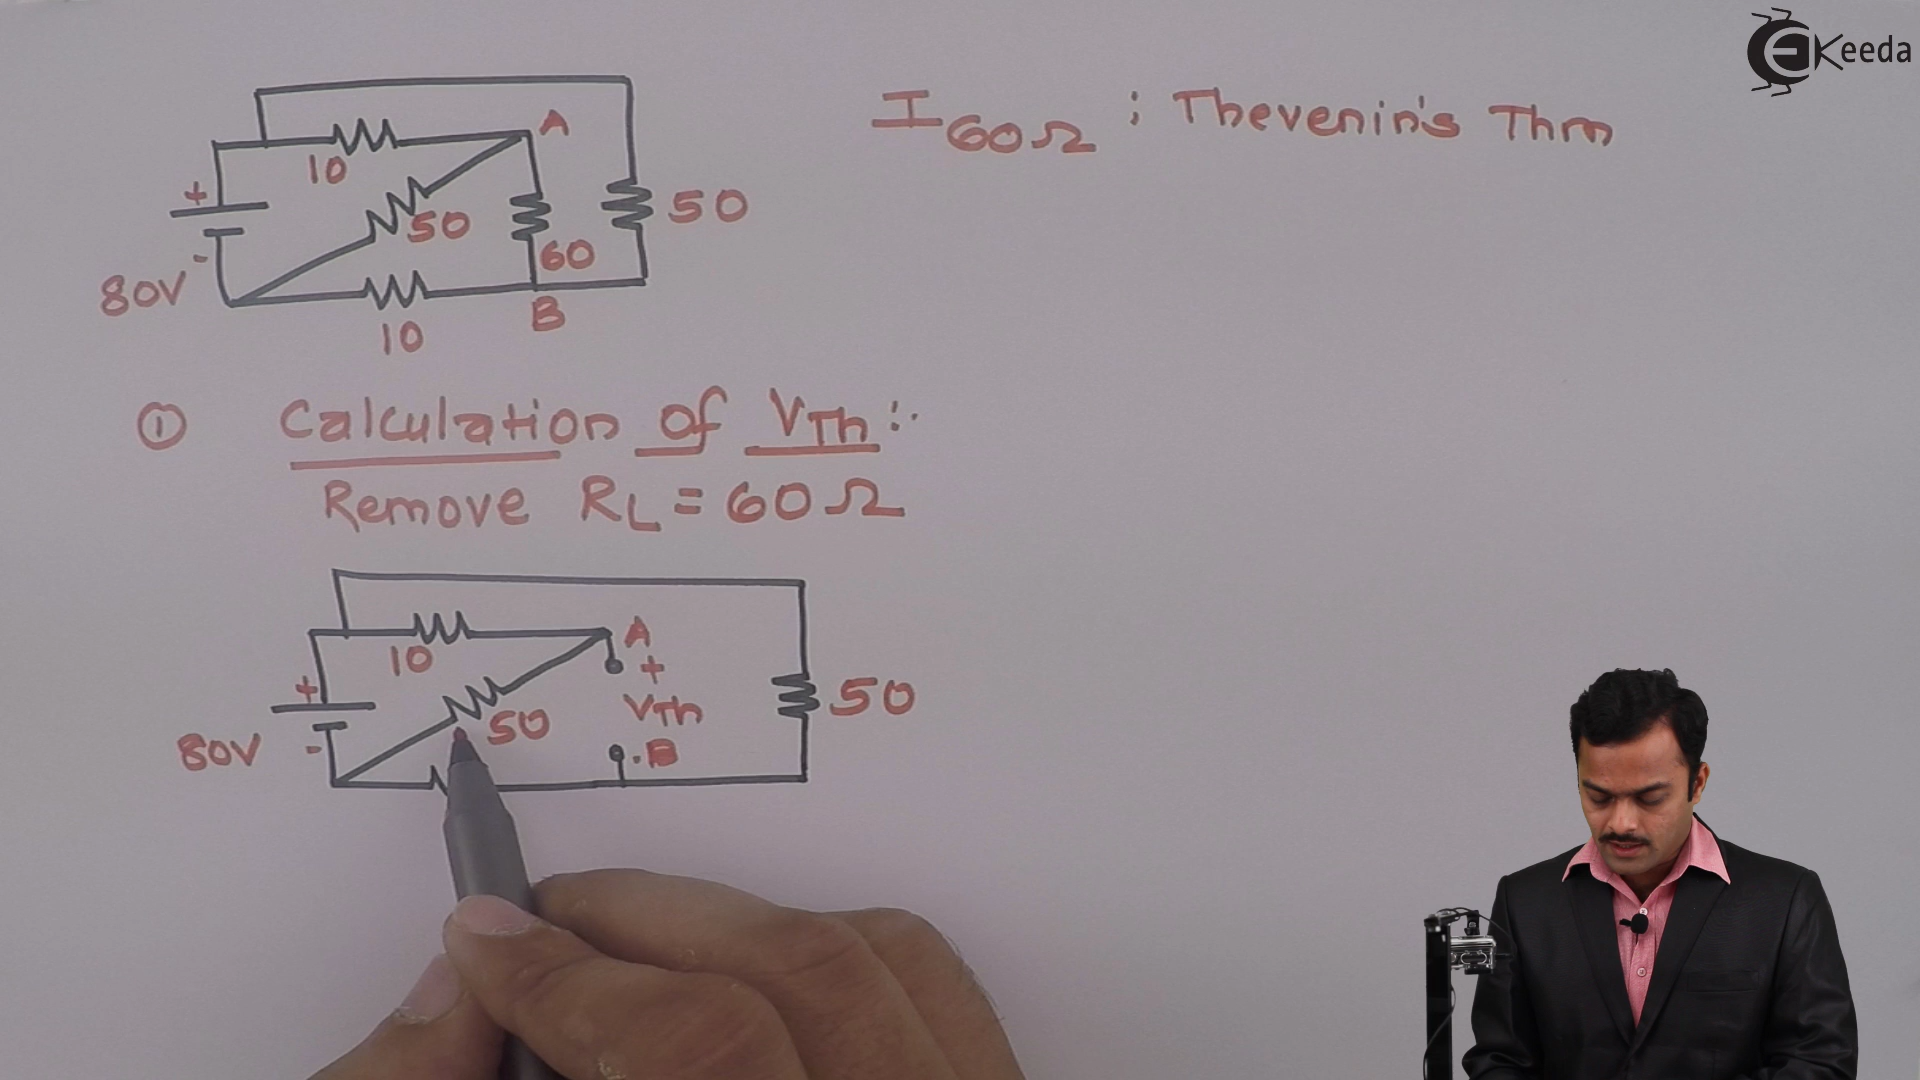 EKeeda
I60Ω : Thevenin's Thm
A
10
+
50
50
60
-
80V
B
10
① Calculation of VTh :-
Remove RL = 60Ω
A
10
+
+
VTh
50
50
80V
-
- B